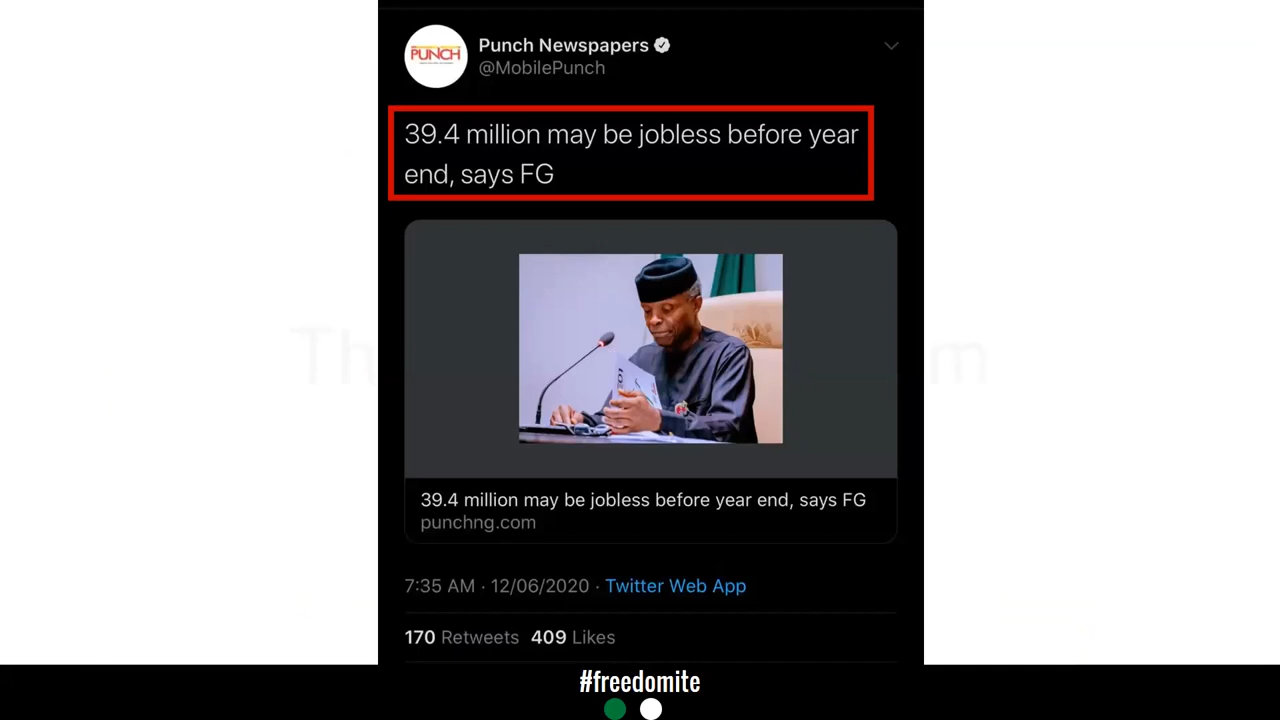 PUNCH
Punch Newspapers
@MobilePunch
39.4 million may be jobless before year
end, says FG
39.4 million may be jobless before year end, says FG
punchng.com
7:35 AM · 12/06/2020 · Twitter Web App
170 Retweets 409 Likes
#freedomite